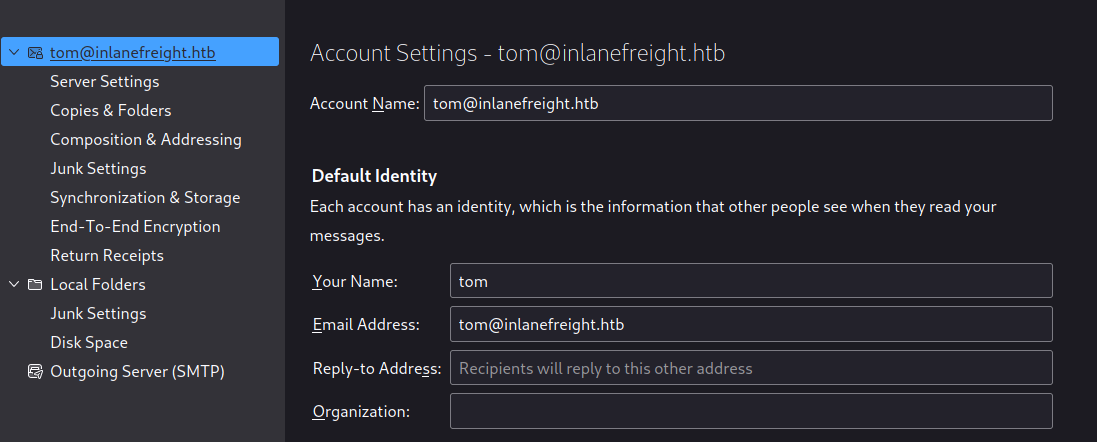 tom@inlanefreight.htb
Server Settings
Copies & Folders
Composition & Addressing
Junk Settings
Synchronization & Storage
End-To-End Encryption
Return Receipts
Local Folders
Junk Settings
Disk Space
Outgoing Server (SMTP)
Account Settings - tom@inlanefreight.htb
Account Name: tom@inlanefreight.htb
Default Identity
Each account has an identity, which is the information that other people see when they read your
messages.
Your Name: tom
Email Address: tom@inlanefreight.htb
Reply-to Address: Recipients will reply to this other address
Organization: